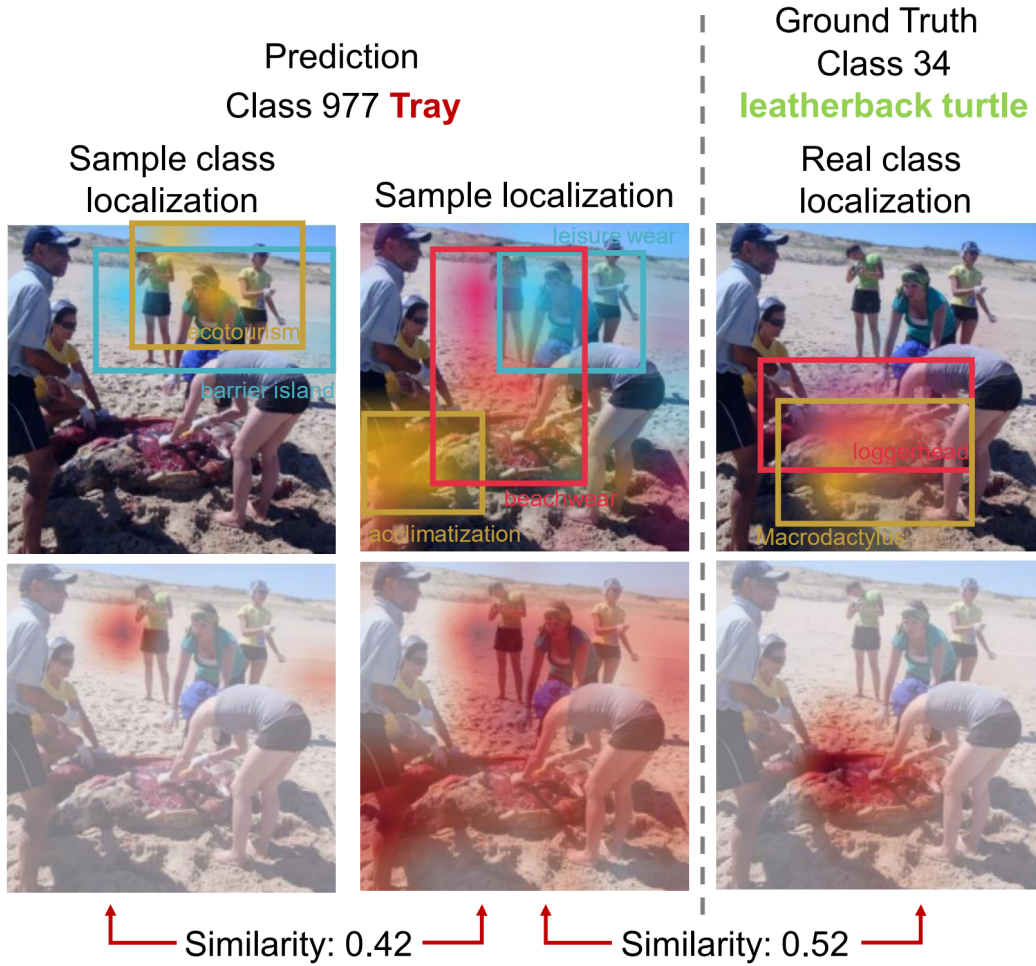 Prediction
Class 977 Tray
Ground Truth
Class 34
leatherback turtle
Sample class
localization
Sample localization
Real class
localization
ecotourism
barrier island
leisure wear
beachwear
acclimatization
loggerhead
Macrodactylus
Similarity: 0.42
Similarity: 0.52